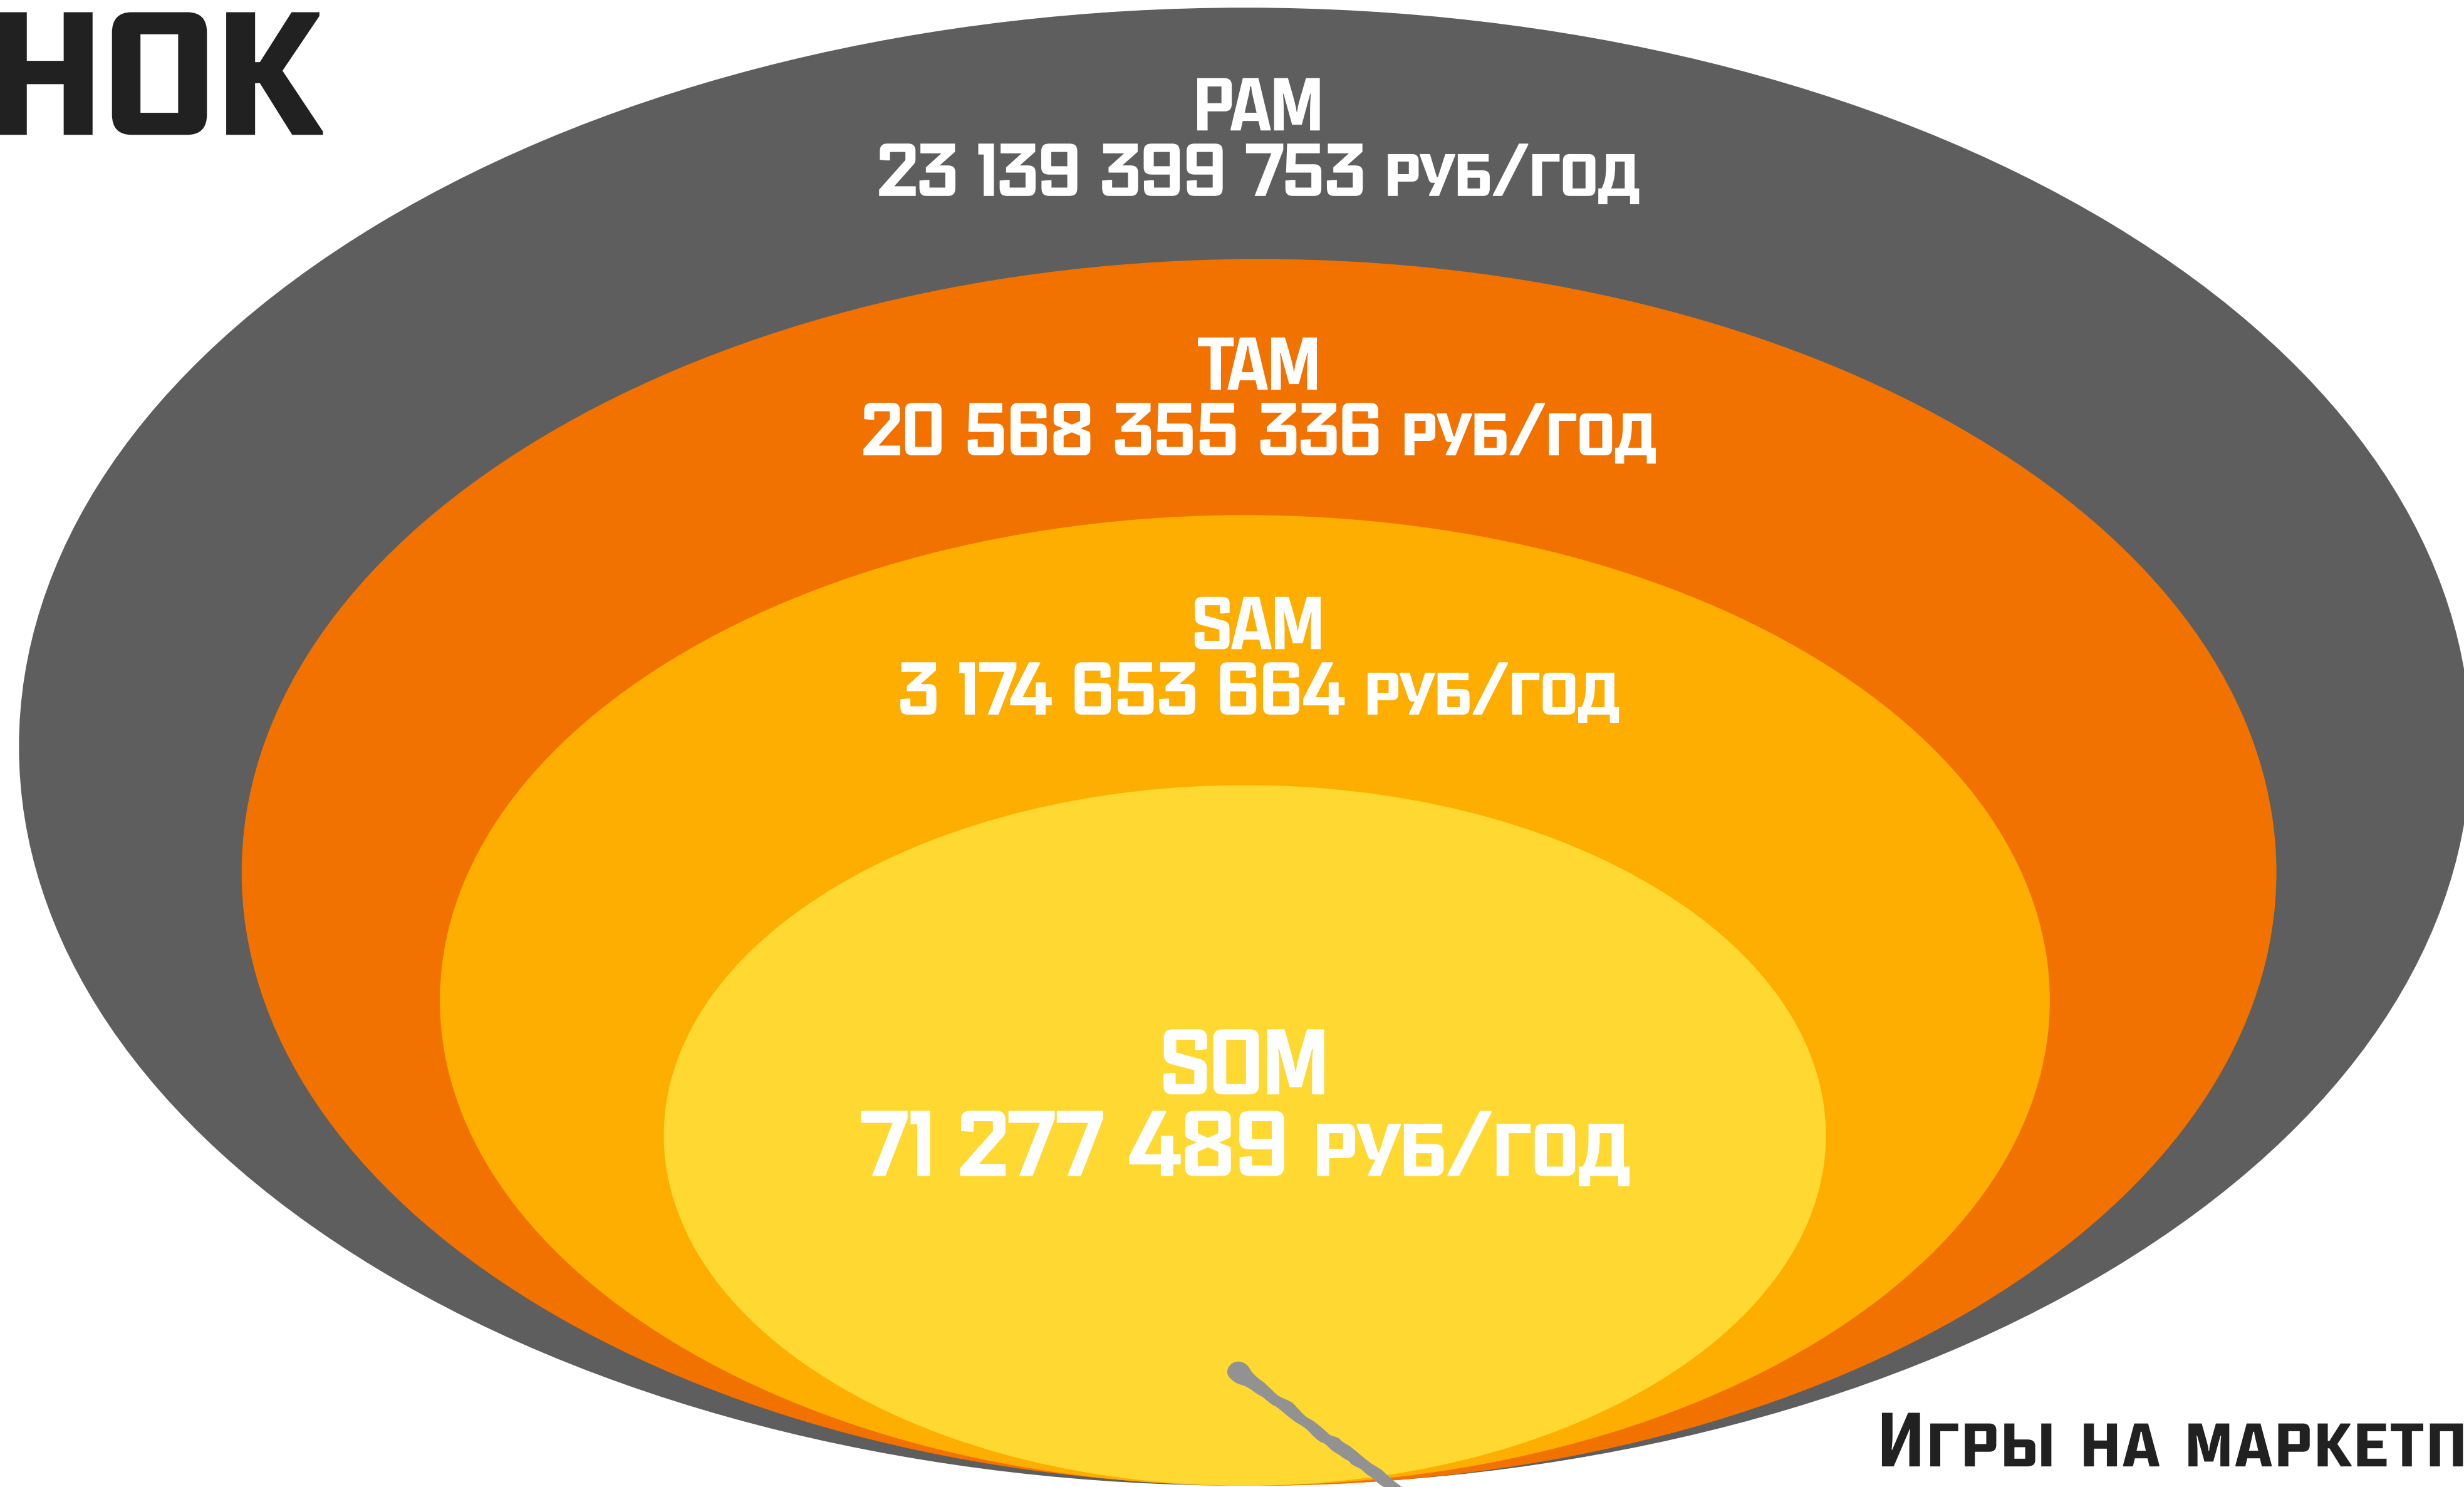 НОК
PAM
23 139 399 753 РУБ/ГОД
TAM
20 568 355 336 РУБ/ГОД
SAM
3 174 653 664 РУБ/ГОД
SOM
71 277 489 РУБ/ГОД
ИГРЫ НА МАРКЕТП